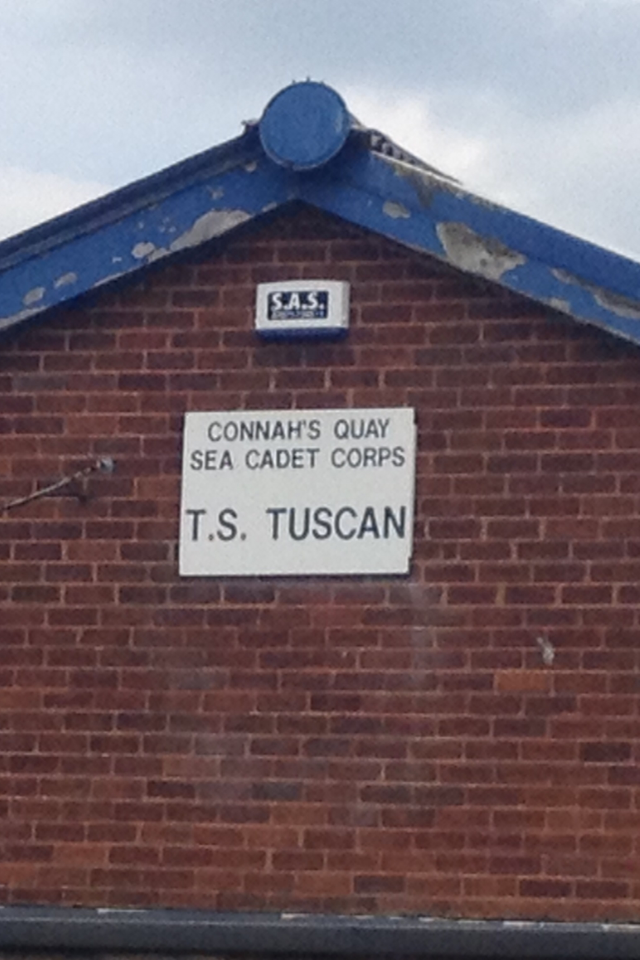 S.A.S.
CONNAH'S QUAY
SEA CADET CORPS
T.S. TUSCAN